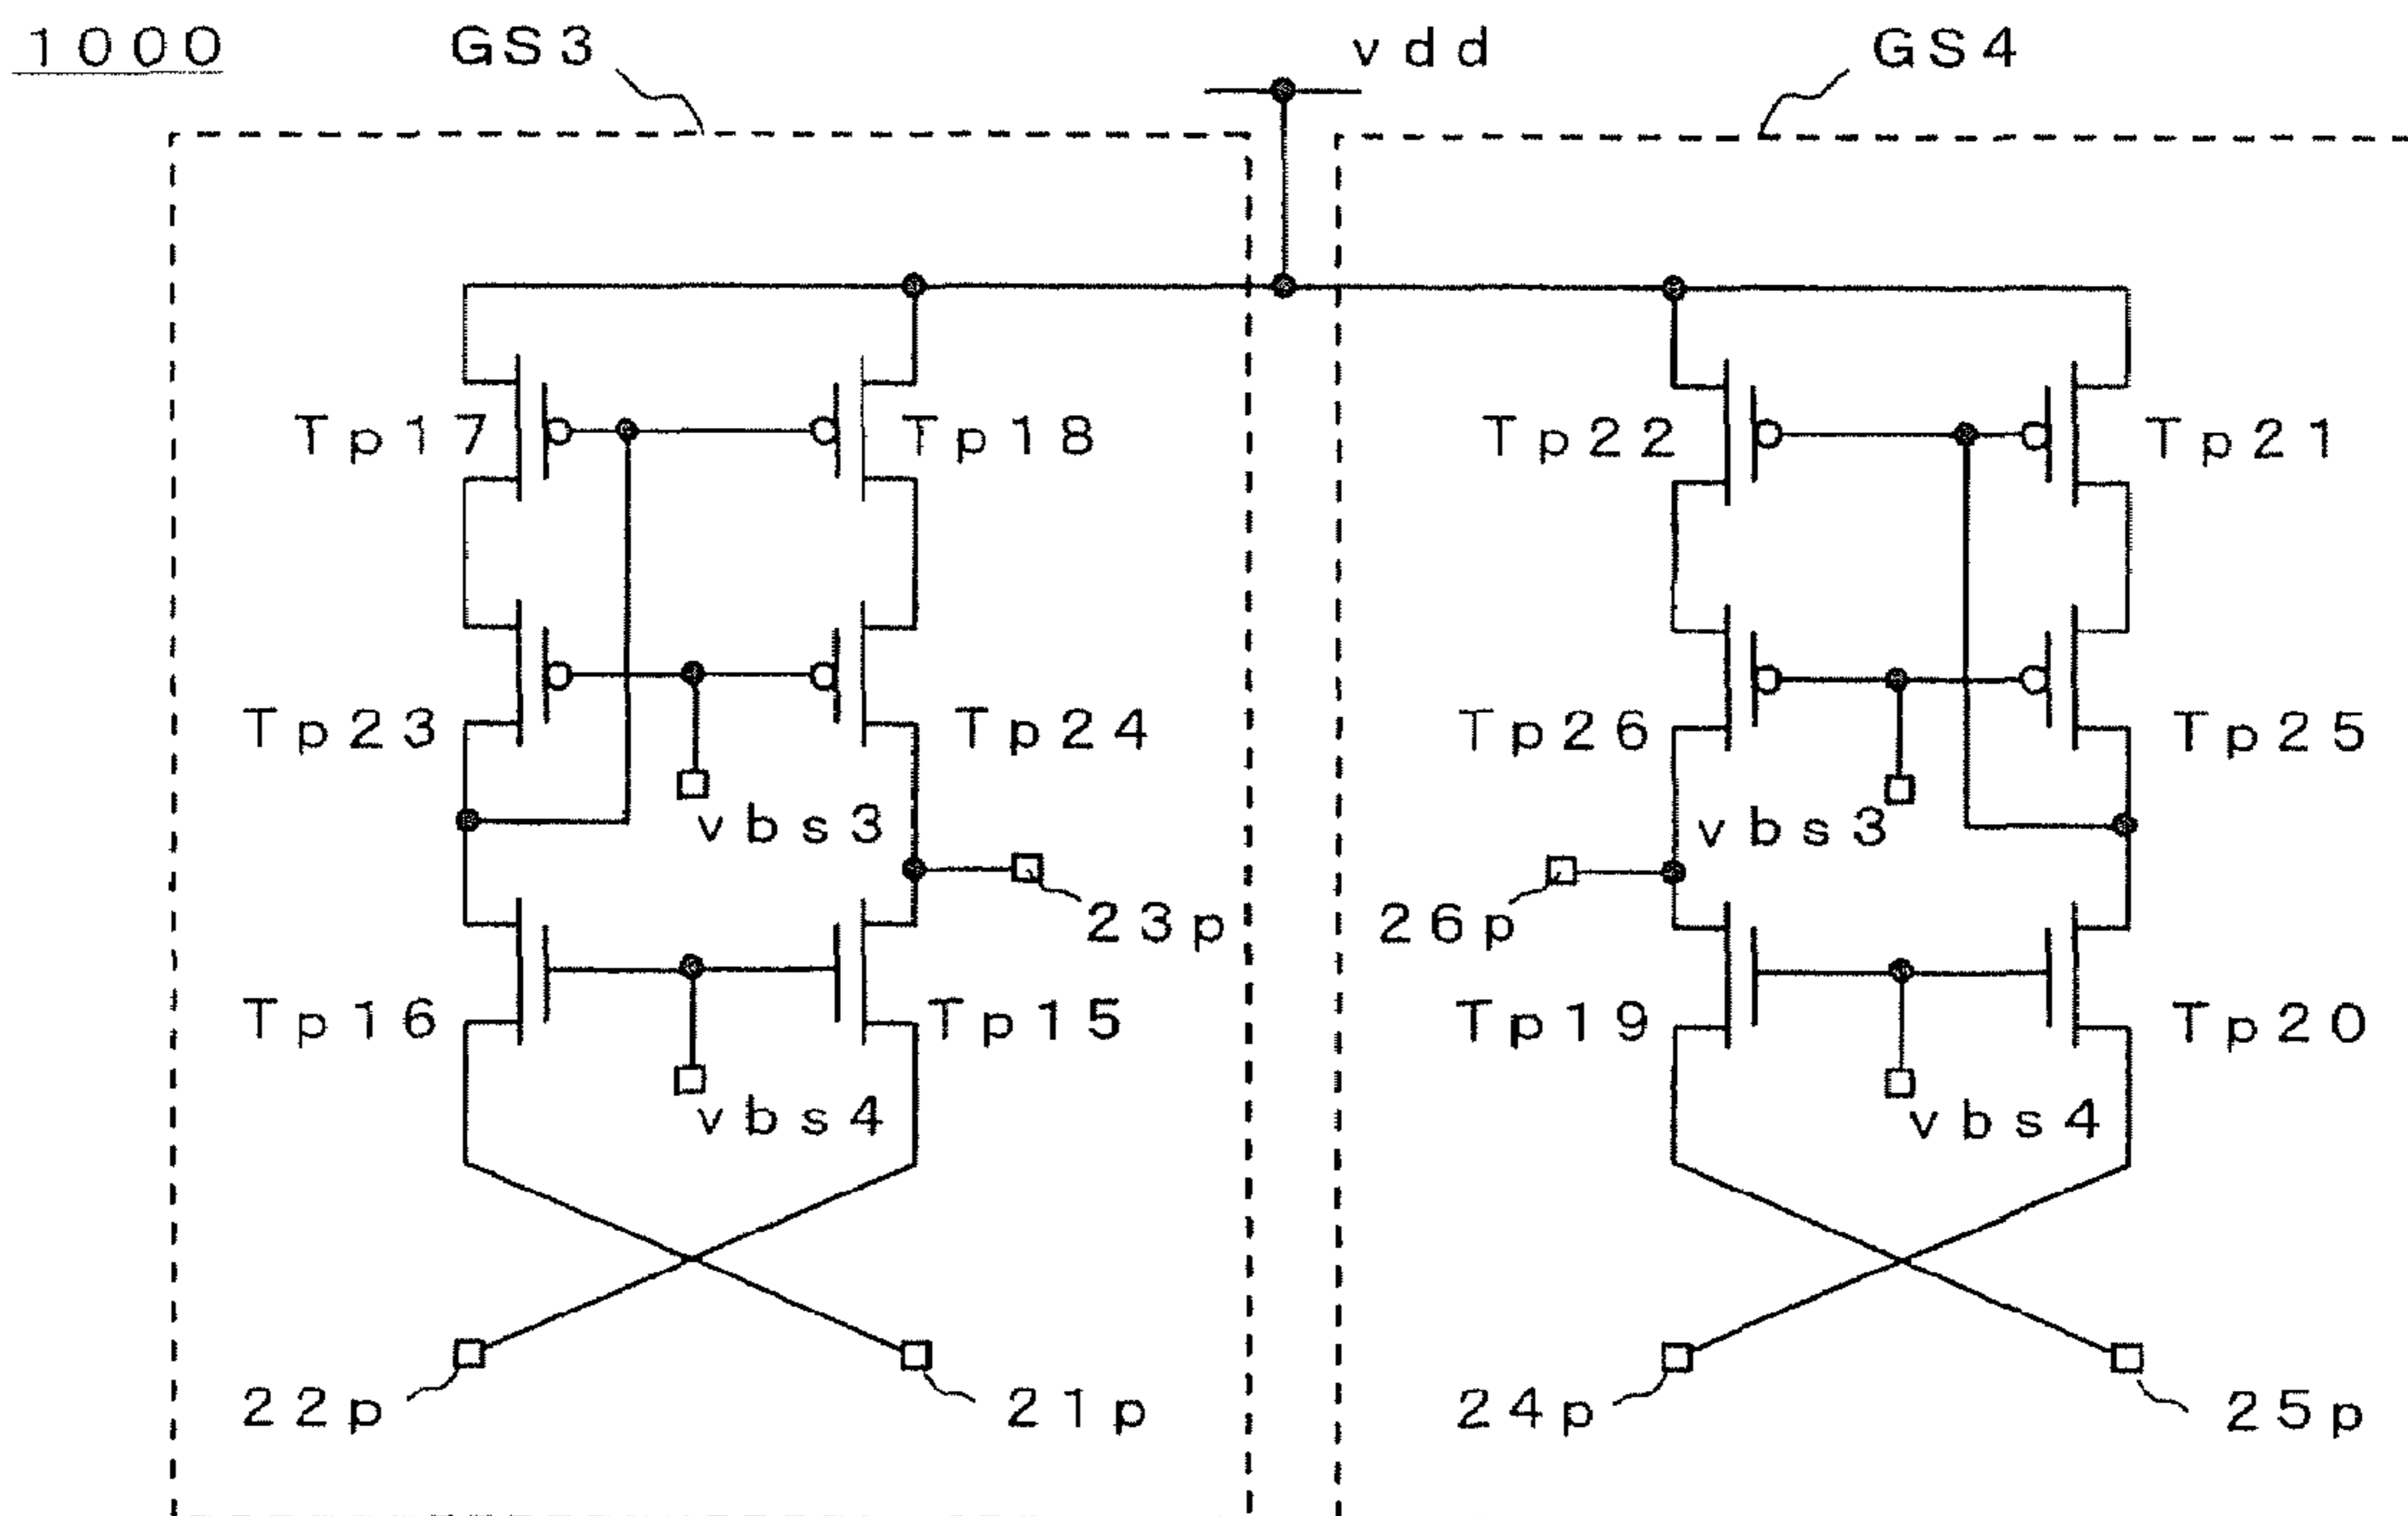 1000
GS3
vdd
GS4
Tp17
Tp18
Tp22
Tp21
Tp23
Tp24
Tp26
Tp25
vbs3
vbs3
23p
26p
Tp16
Tp15
Tp19
Tp20
vbs4
vbs4
22p
21p
24p
25p